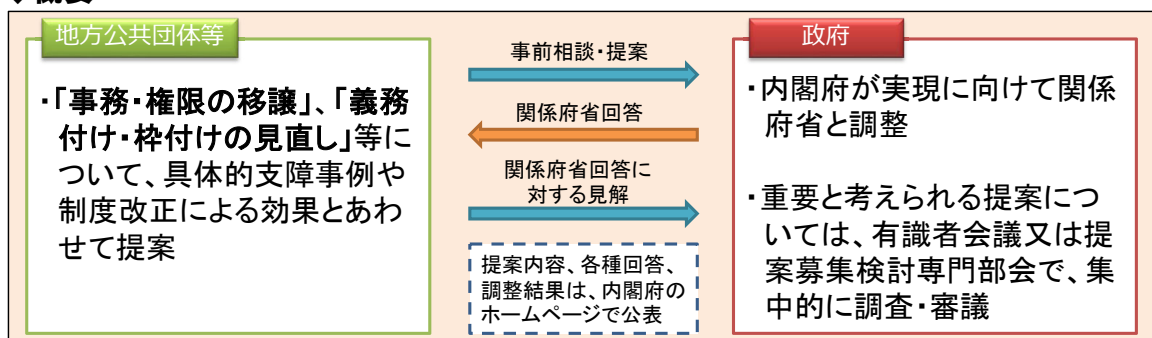 地方公共団体等
・「事務・権限の移譲」、「義務
付け・枠付けの見直し」等に
ついて、具体的支障事例や
制度改正による効果とあわ
せて提案
事前相談・提案
関係府省回答
関係府省回答に
対する見解
提案内容、各種回答、
調整結果は、内閣府の
ホームページで公表
政府
・内閣府が実現に向けて関係
府省と調整
・重要と考えられる提案につ
いては、有識者会議又は提
案募集検討専門部会で、集
中的に調査・審議